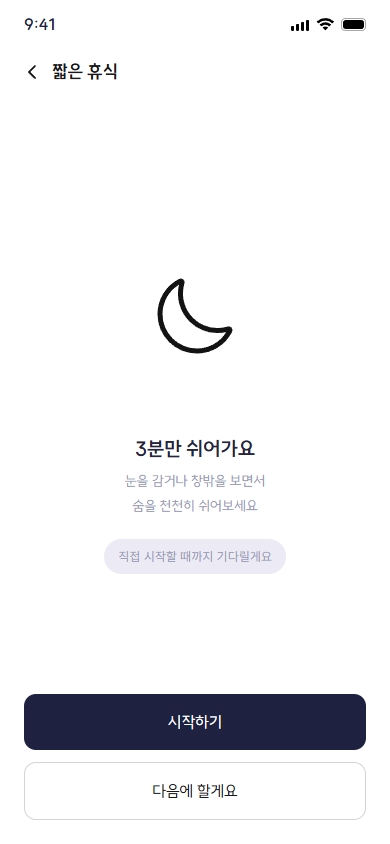 9:41
짧은 휴식
3분만 쉬어가요
눈을 감거나 창밖을 보면서
숨을 천천히 쉬어보세요
직접 시작할 때까지 기다릴게요
시작하기
다음에 할게요